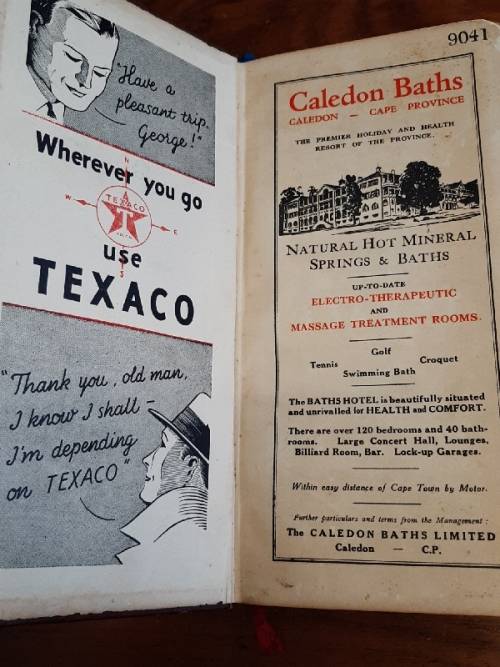 "Have a
pleasant trip,
George!"
Wherever you go
N
W
E
S
TEXACO
T
use
TEXACO
"Thank you, old man,
I know I shall –
I'm depending
on TEXACO"
9041
Caledon Baths
CALEDON — CAPE PROVINCE
THE PREMIER HOLIDAY AND HEALTH
RESORT OF THE PROVINCE.
NATURAL HOT MINERAL
SPRINGS & BATHS
UP-TO-DATE
ELECTRO-THERAPEUTIC
AND
MASSAGE TREATMENT ROOMS.
Golf
Tennis Croquet
Swimming Bath
The BATHS HOTEL is beautifully situated
and unrivalled for HEALTH and COMFORT.
There are over 120 bedrooms and 40 bath-
rooms. Large Concert Hall, Lounges,
Billiard Room, Bar. Lock-up Garages.
Within easy distance of Cape Town by Motor.
Further particulars and terms from the Management:
The CALEDON BATHS LIMITED
Caledon — C.P.